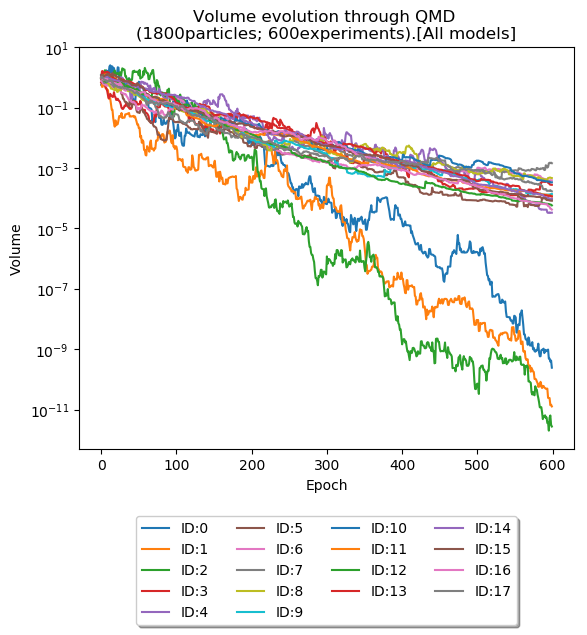 Volume evolution through QMD
(1800particles; 600experiments).[All models]
10^1
10^-1
10^-3
10^-5
10^-7
10^-9
10^-11
Volume
0 100 200 300 400 500 600
Epoch
ID:0 ID:5 ID:10 ID:14
ID:1 ID:6 ID:11 ID:15
ID:2 ID:7 ID:12 ID:16
ID:3 ID:8 ID:13 ID:17
ID:4 ID:9